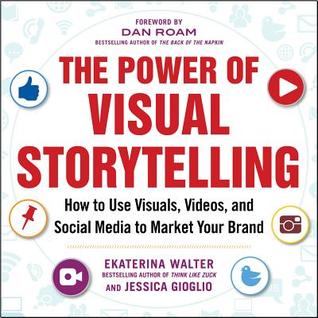 FOREWORD BY
DAN ROAM
BESTSELLING AUTHOR OF THE BACK OF THE NAPKIN
THE POWER OF
VISUAL
STORYTELLING
How to Use Visuals, Videos, and
Social Media to Market Your Brand
EKATERINA WALTER
BESTSELLING AUTHOR OF THINK LIKE ZUCK
AND JESSICA GIOGLIO